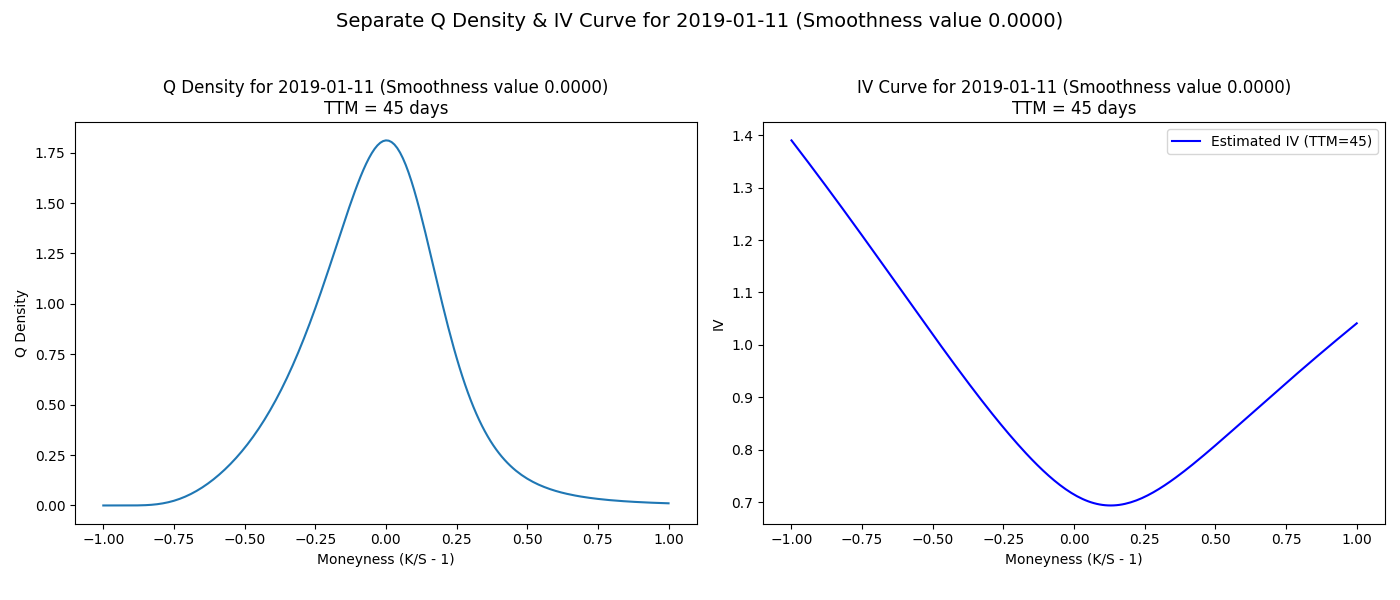 Separate Q Density & IV Curve for 2019-01-11 (Smoothness value 0.0000)
Q Density for 2019-01-11 (Smoothness value 0.0000)
TTM = 45 days
1.75
1.50
1.25
1.00
0.75
0.50
0.25
0.00
Q Density
−1.00 −0.75 −0.50 −0.25 0.00 0.25 0.50 0.75 1.00
Moneyness (K/S - 1)
IV Curve for 2019-01-11 (Smoothness value 0.0000)
TTM = 45 days
Estimated IV (TTM=45)
1.4
1.3
1.2
1.1
1.0
0.9
0.8
0.7
IV
−1.00 −0.75 −0.50 −0.25 0.00 0.25 0.50 0.75 1.00
Moneyness (K/S - 1)